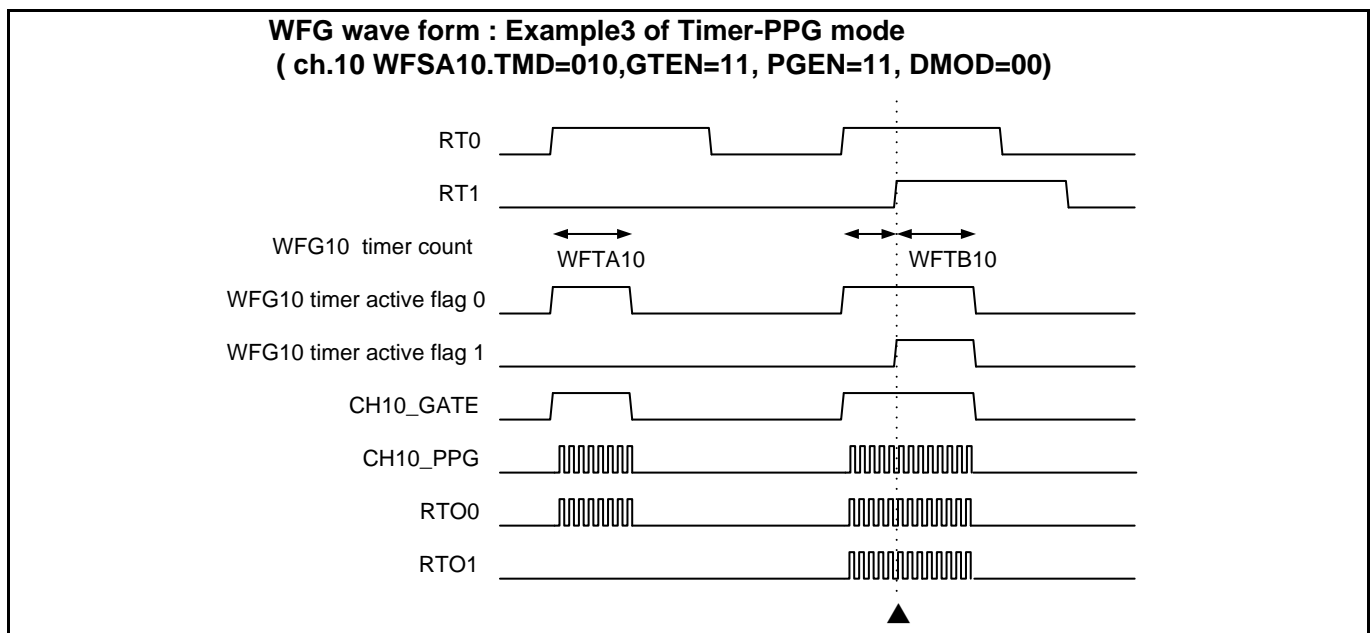 WFG wave form : Example3 of Timer-PPG mode
( ch.10 WFSA10.TMD=010,GTEN=11, PGEN=11, DMOD=00)
RT0
RT1
WFG10 timer count
WFTA10
WFTB10
WFG10 timer active flag 0
WFG10 timer active flag 1
CH10_GATE
CH10_PPG
RTO0
RTO1